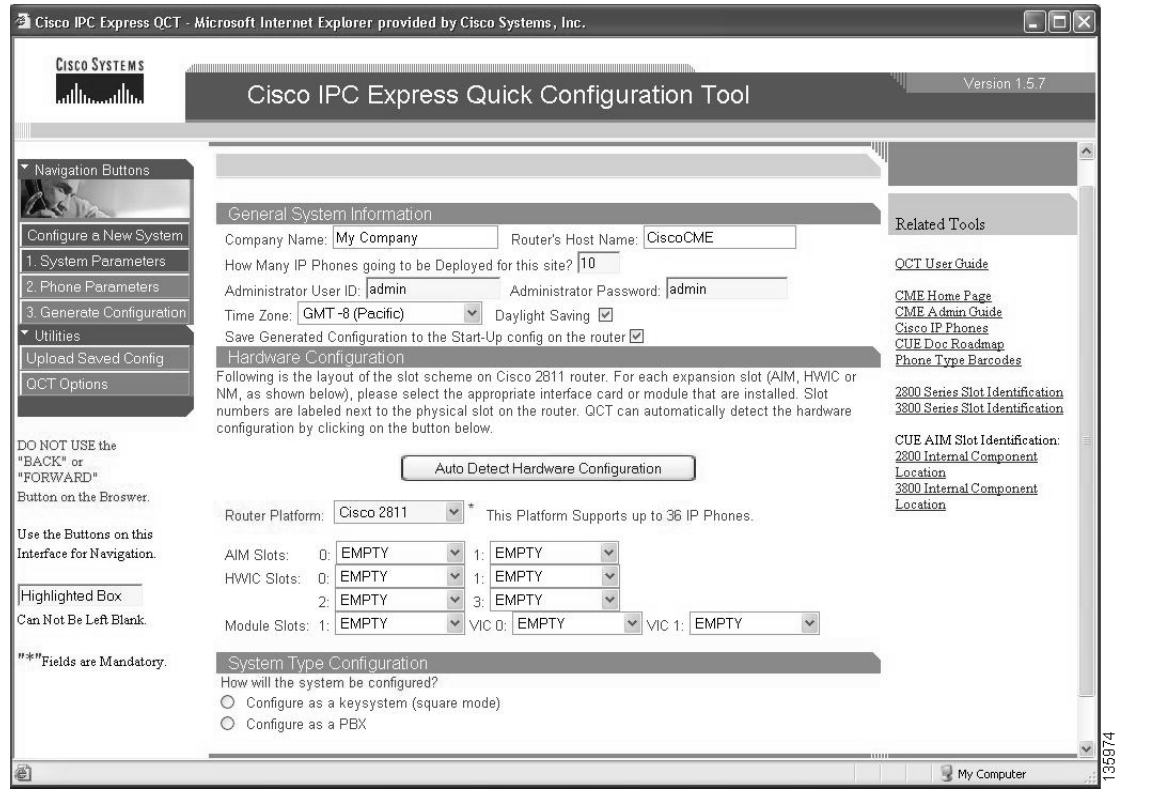 Cisco IPC Express QCT - Microsoft Internet Explorer provided by Cisco Systems, Inc.
CISCO SYSTEMS
Cisco IPC Express Quick Configuration Tool
Version 1.5.7
Navigation Buttons
Configure a New System
1. System Parameters
2. Phone Parameters
3. Generate Configuration
Utilities
Upload Saved Config
QCT Options
DO NOT USE the
"BACK" or
"FORWARD"
Button on the Broswer.
Use the Buttons on this
Interface for Navigation.
Highlighted Box
Can Not Be Left Blank.
"*"Fields are Mandatory.
General System Information
Company Name: My Company Router's Host Name: CiscoCME
How Many IP Phones going to be Deployed for this site? 10
Administrator User ID: admin Administrator Password: admin
Time Zone: GMT -8 (Pacific) Daylight Saving
Save Generated Configuration to the Start-Up config on the router
Hardware Configuration
Following is the layout of the slot scheme on Cisco 2811 router. For each expansion slot (AIM, HWIC or
NM, as shown below), please select the appropriate interface card or module that are installed. Slot
numbers are labeled next to the physical slot on the router. QCT can automatically detect the hardware
configuration by clicking on the button below.
Auto Detect Hardware Configuration
Router Platform: Cisco 2811 * This Platform Supports up to 36 IP Phones.
AIM Slots: 0: EMPTY 1: EMPTY
HWIC Slots: 0: EMPTY 1: EMPTY
2: EMPTY 3: EMPTY
Module Slots: 1: EMPTY VIC 0: EMPTY VIC 1: EMPTY
System Type Configuration
How will the system be configured?
Configure as a keysystem (square mode)
Configure as a PBX
Related Tools
QCT User Guide
CME Home Page
CME Admin Guide
Cisco IP Phones
CUE Doc Roadmap
Phone Type Barcodes
2800 Series Slot Identification
3800 Series Slot Identification
CUE AIM Slot Identification:
2800 Internal Component
Location
3800 Internal Component
Location
My Computer
135974